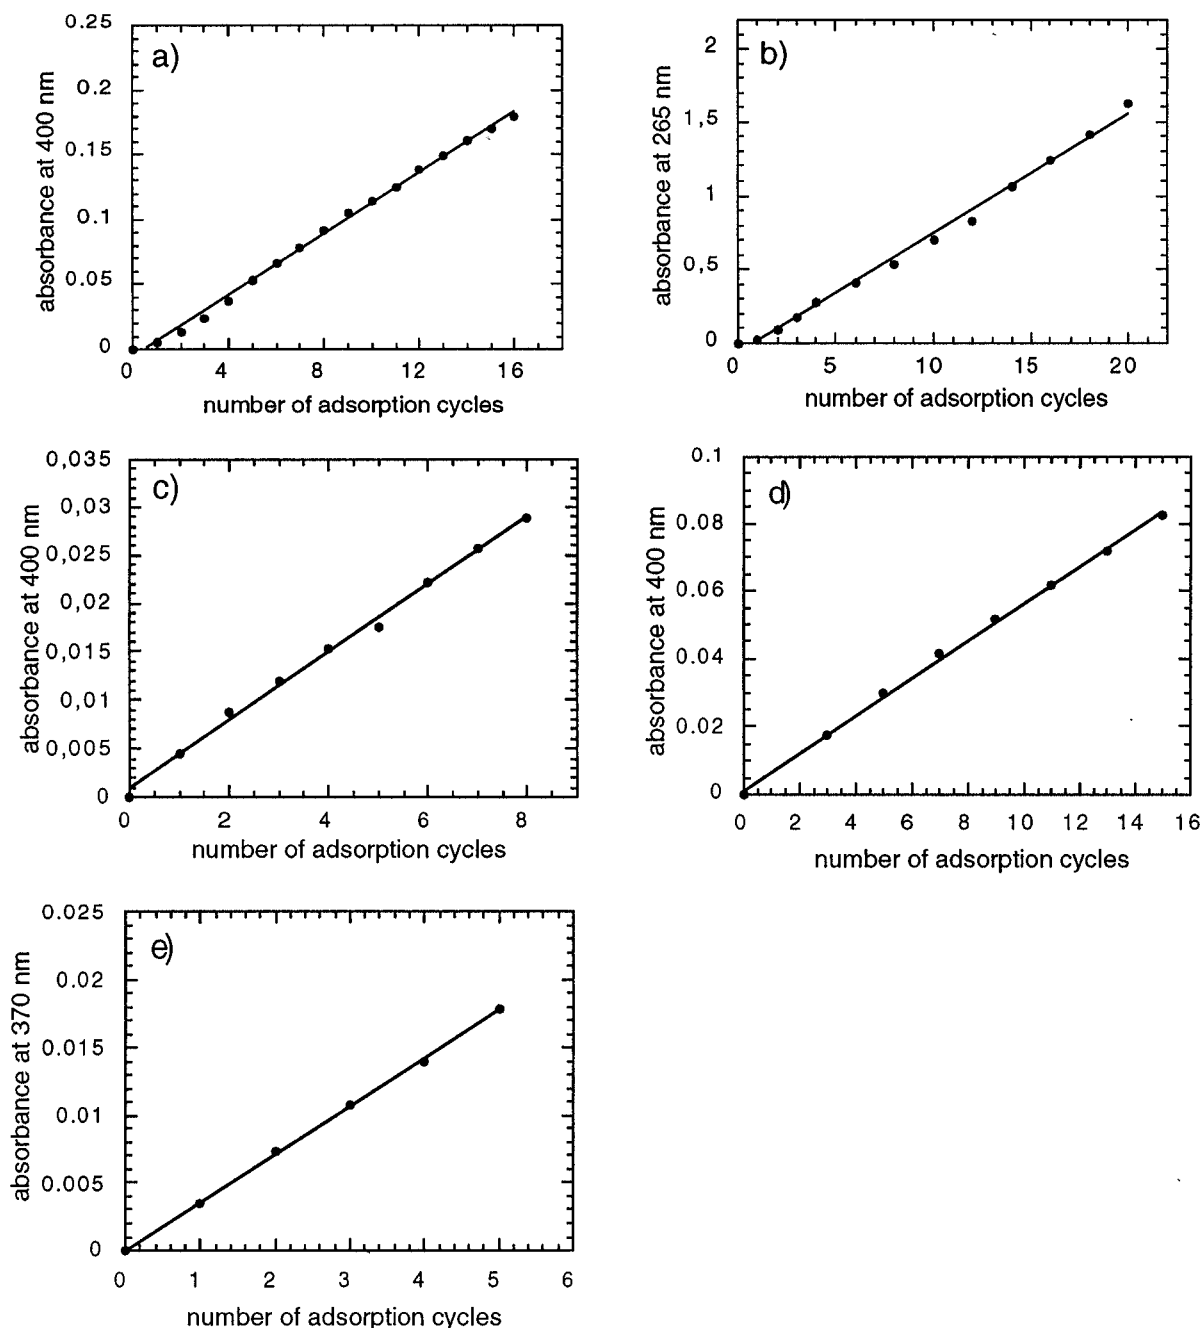 a)
absorbance at 400 nm
0.25
0.2
0.15
0.1
0.05
0
0 4 8 12 16
number of adsorption cycles
b)
absorbance at 265 nm
2
1,5
1
0,5
0
0 5 10 15 20
number of adsorption cycles
c)
absorbance at 400 nm
0,035
0,03
0,025
0,02
0,015
0,01
0,005
0
0 2 4 6 8
number of adsorption cycles
d)
absorbance at 400 nm
0.1
0.08
0.06
0.04
0.02
0
0 2 4 6 8 10 12 14 16
number of adsorption cycles
e)
absorbance at 370 nm
0.025
0.02
0.015
0.01
0.005
0
0 1 2 3 4 5 6
number of adsorption cycles